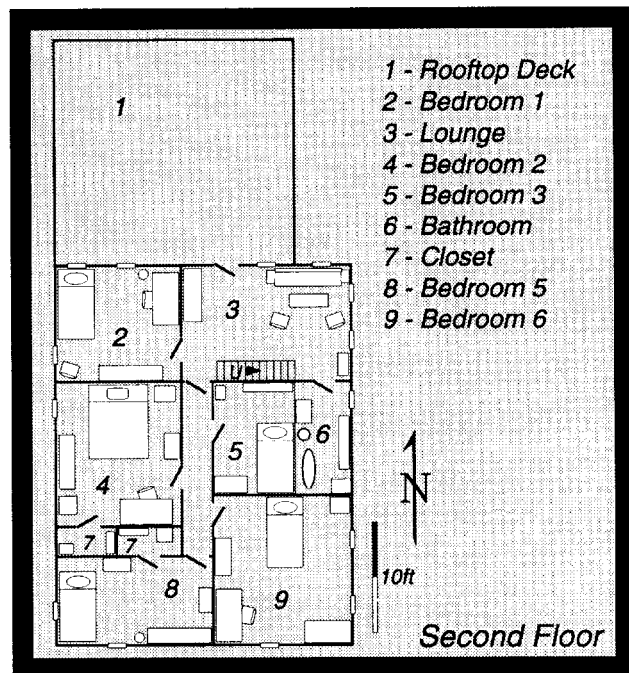 1
1 - Rooftop Deck
2 - Bedroom 1
3 - Lounge
4 - Bedroom 2
5 - Bedroom 3
6 - Bathroom
7 - Closet
8 - Bedroom 5
9 - Bedroom 6
2
3
U
4
5
6
7
7
8
9
N
10ft
Second Floor